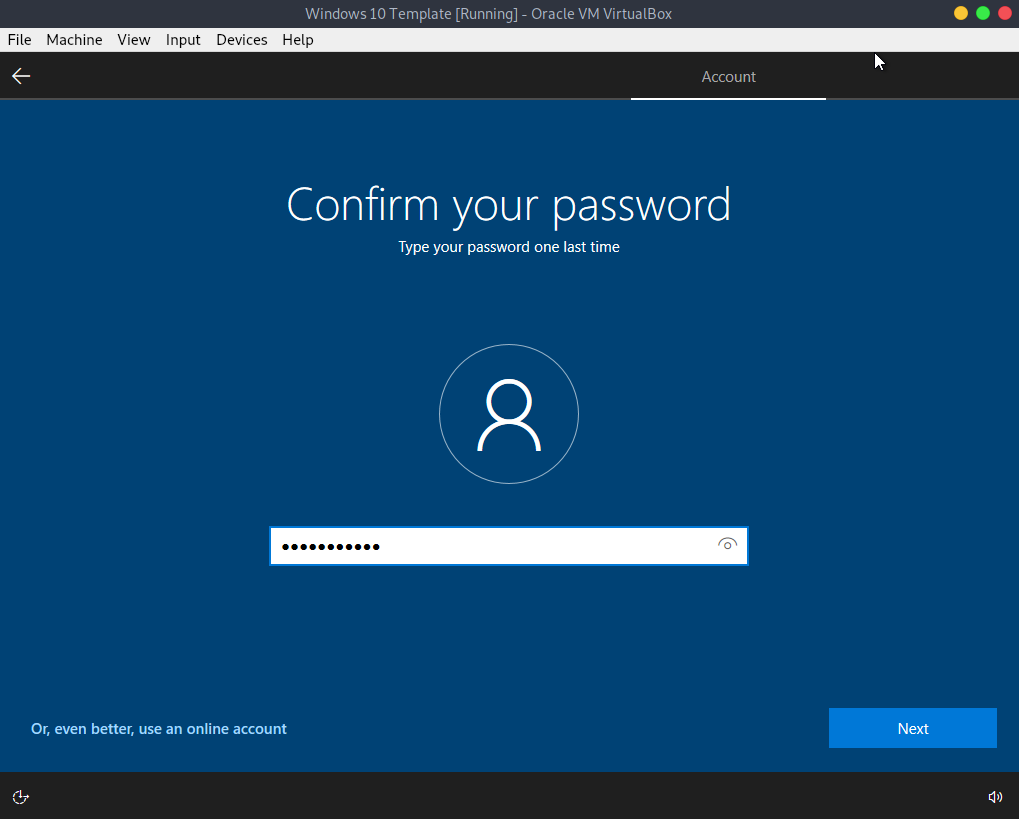 Windows 10 Template [Running] - Oracle VM VirtualBox
File Machine View Input Devices Help
Account
Confirm your password
Type your password one last time
●●●●●●●●●●●
Or, even better, use an online account
Next